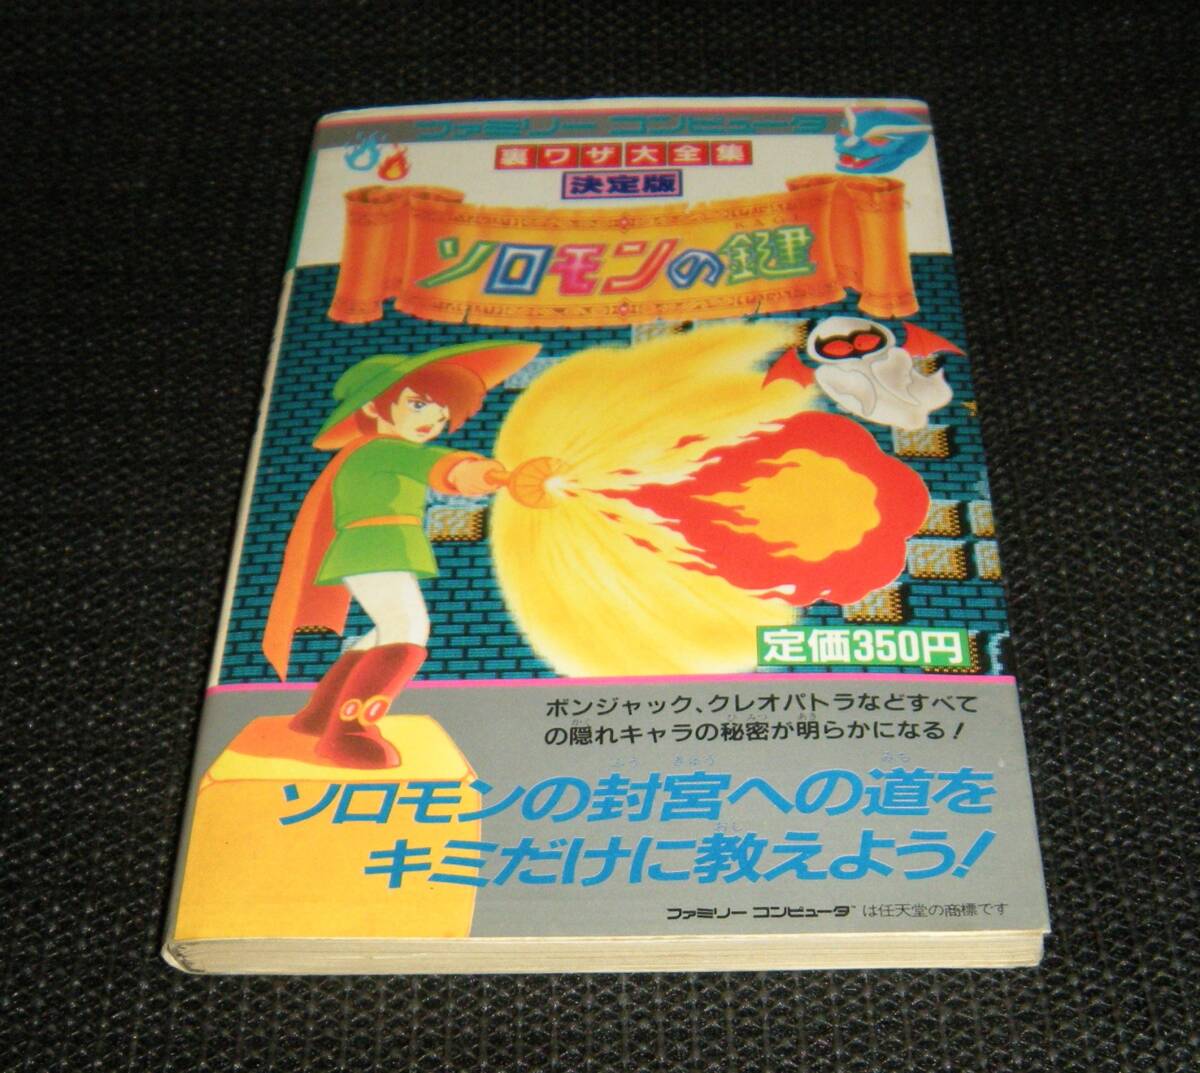 ファミリー コンピュータ
裏ワザ大全集
決定版
KAGI
ソロモンの鍵
定価350円
ボンジャック、クレオパトラなどすべて
の隠れキャラの秘密が明らかになる!
ソロモンの封宮への道を
キミだけに教えよう!
ファミリー コンピュータ™は任天堂の商標です